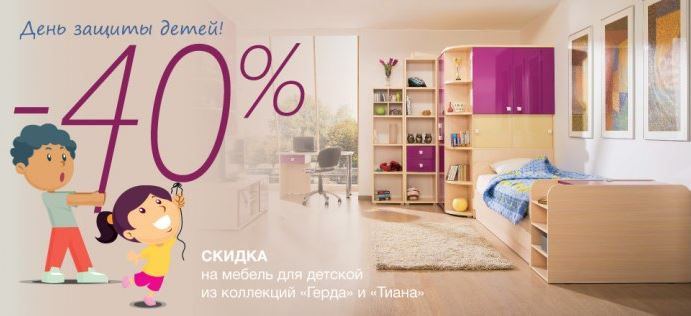 День защиты детей!
-40%
СКИДКА
на мебель для детской
из коллекций «Герда» и «Тиана»